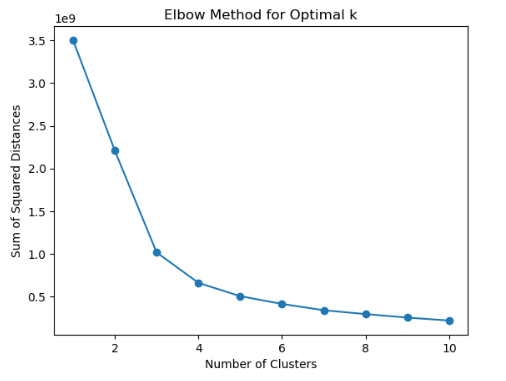 Elbow Method for Optimal k
1e9
3.5
3.0
2.5
2.0
1.5
1.0
0.5
Sum of Squared Distances
2 4 6 8 10
Number of Clusters